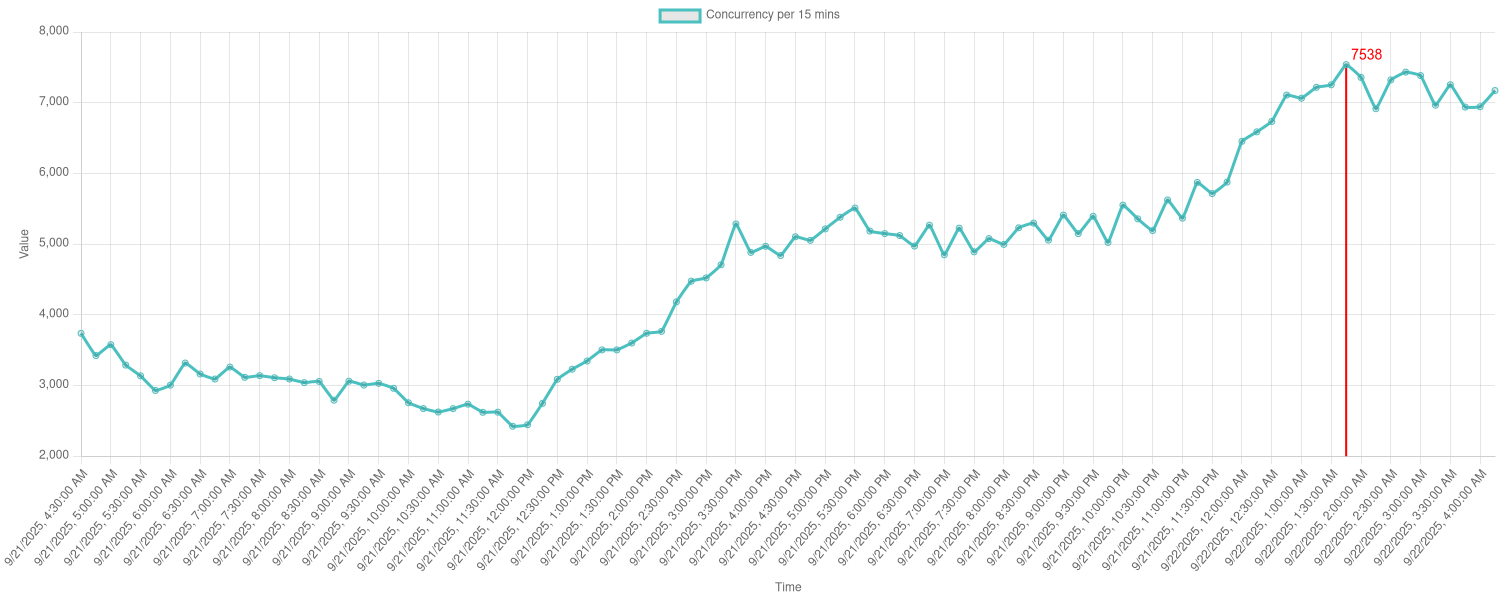 Concurrency per 15 mins
8,000
7,000
6,000
5,000
4,000
3,000
2,000
Value
7538
9/21/2025, 4:30:00 AM
9/21/2025, 5:00:00 AM
9/21/2025, 5:30:00 AM
9/21/2025, 6:00:00 AM
9/21/2025, 6:30:00 AM
9/21/2025, 7:00:00 AM
9/21/2025, 7:30:00 AM
9/21/2025, 8:00:00 AM
9/21/2025, 8:30:00 AM
9/21/2025, 9:00:00 AM
9/21/2025, 9:30:00 AM
9/21/2025, 10:00:00 AM
9/21/2025, 10:30:00 AM
9/21/2025, 11:00:00 AM
9/21/2025, 11:30:00 AM
9/21/2025, 12:00:00 PM
9/21/2025, 12:30:00 PM
9/21/2025, 1:00:00 PM
9/21/2025, 1:30:00 PM
9/21/2025, 2:00:00 PM
9/21/2025, 2:30:00 PM
9/21/2025, 3:00:00 PM
9/21/2025, 3:30:00 PM
9/21/2025, 4:00:00 PM
9/21/2025, 4:30:00 PM
9/21/2025, 5:00:00 PM
9/21/2025, 5:30:00 PM
9/21/2025, 6:00:00 PM
9/21/2025, 6:30:00 PM
9/21/2025, 7:00:00 PM
9/21/2025, 7:30:00 PM
9/21/2025, 8:00:00 PM
9/21/2025, 8:30:00 PM
9/21/2025, 9:00:00 PM
9/21/2025, 9:30:00 PM
9/21/2025, 10:00:00 PM
9/21/2025, 10:30:00 PM
9/21/2025, 11:00:00 PM
9/21/2025, 11:30:00 PM
9/22/2025, 12:00:00 AM
9/22/2025, 12:30:00 AM
9/22/2025, 1:00:00 AM
9/22/2025, 1:30:00 AM
9/22/2025, 2:00:00 AM
9/22/2025, 2:30:00 AM
9/22/2025, 3:00:00 AM
9/22/2025, 3:30:00 AM
9/22/2025, 4:00:00 AM
Time